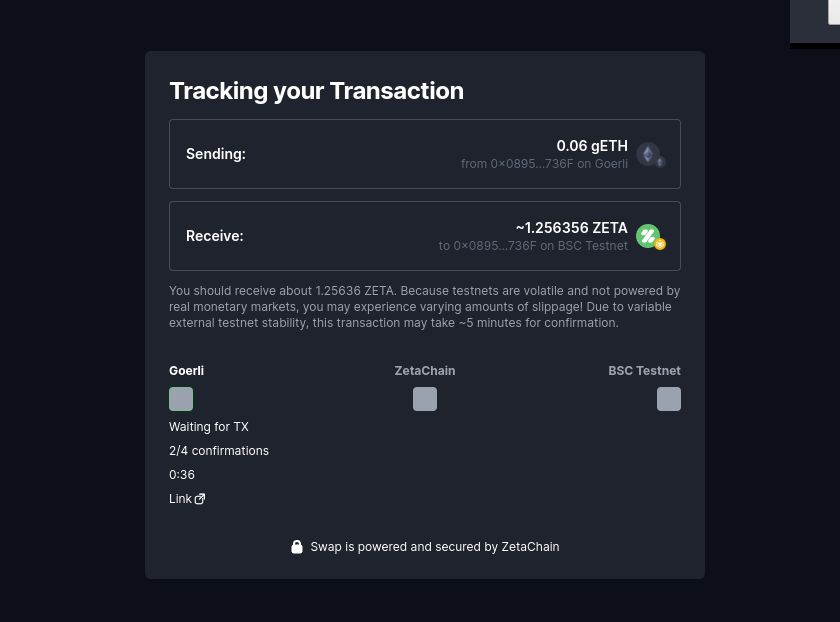 Tracking your Transaction
Sending:
0.06 gETH
from 0×0895...736F on Goerli
Receive:
~1.256356 ZETA
to 0×0895...736F on BSC Testnet
You should receive about 1.25636 ZETA. Because testnets are volatile and not powered by
real monetary markets, you may experience varying amounts of slippage! Due to variable
external testnet stability, this transaction may take ~5 minutes for confirmation.
Goerli
ZetaChain
BSC Testnet
Waiting for TX
2/4 confirmations
0:36
Link
Swap is powered and secured by ZetaChain